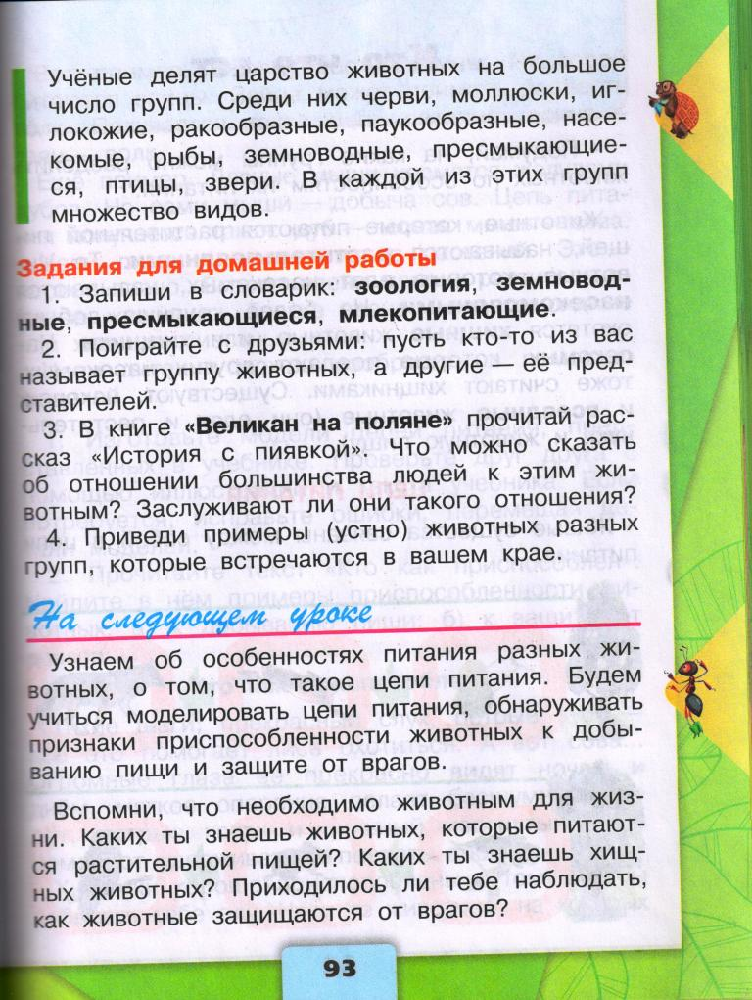 Учёные делят царство животных на большое
число групп. Среди них черви, моллюски, иг-
локожие, ракообразные, паукообразные, насе-
комые, рыбы, земноводные, пресмыкающие-
ся, птицы, звери. В каждой из этих групп
множество видов.
Задания для домашней работы
1. Запиши в словарик: зоология, земновод-
ные, пресмыкающиеся, млекопитающие.
2. Поиграйте с друзьями: пусть кто-то из вас
называет группу животных, а другие — её пред-
ставителей.
3. В книге «Великан на поляне» прочитай рас-
сказ «История с пиявкой». Что можно сказать
об отношении большинства людей к этим жи-
вотным? Заслуживают ли они такого отношения?
4. Приведи примеры (устно) животных разных
групп, которые встречаются в вашем крае.
На следующем уроке
Узнаем об особенностях питания разных жи-
вотных, о том, что такое цепи питания. Будем
учиться моделировать цепи питания, обнаруживать
признаки приспособленности животных к добы-
ванию пищи и защите от врагов.
Вспомни, что необходимо животным для жиз-
ни. Каких ты знаешь животных, которые питают-
ся растительной пищей? Каких ты знаешь хищ-
ных животных? Приходилось ли тебе наблюдать,
как животные защищаются от врагов?
93